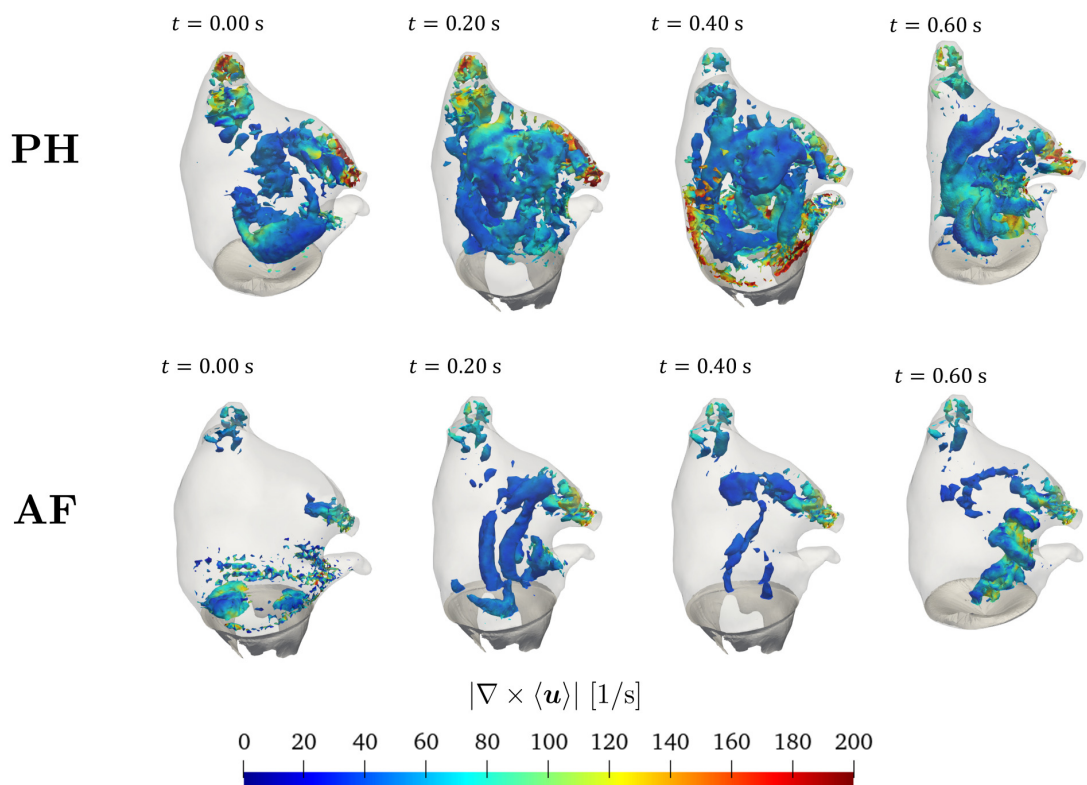 t = 0.00 s t = 0.20 s t = 0.40 s t = 0.60 s
PH
t = 0.00 s t = 0.20 s t = 0.40 s t = 0.60 s
AF
|∇ × ⟨u⟩| [1/s]
0 20 40 60 80 100 120 140 160 180 200